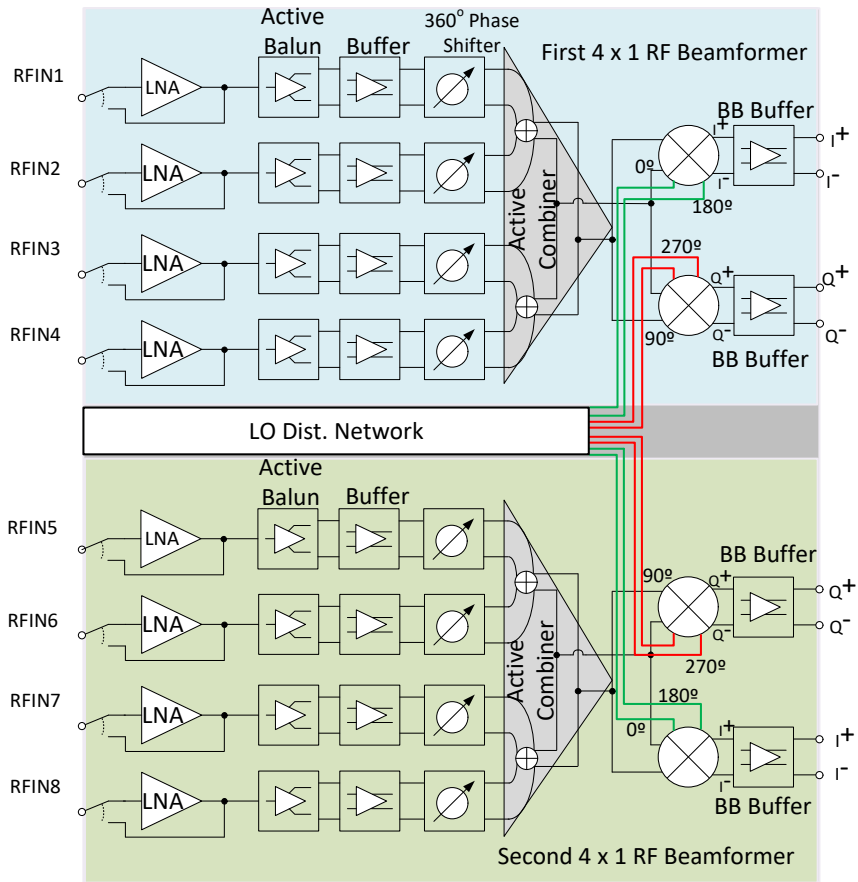 Active
Balun
Buffer
360° Phase
Shifter
First 4 x 1 RF Beamformer
RFIN1
LNA
RFIN2
LNA
RFIN3
LNA
RFIN4
LNA
Active
Combiner
BB Buffer
0º
180º
I+
I-
I+
I-
270º
90º
Q+
Q-
Q+
Q-
BB Buffer
LO Dist. Network
Active
Balun
Buffer
RFIN5
LNA
RFIN6
LNA
RFIN7
LNA
RFIN8
LNA
Active
Combiner
BB Buffer
90º
270º
Q+
Q-
Q+
Q-
180º
0º
I+
I-
I+
I-
BB Buffer
Second 4 x 1 RF Beamformer